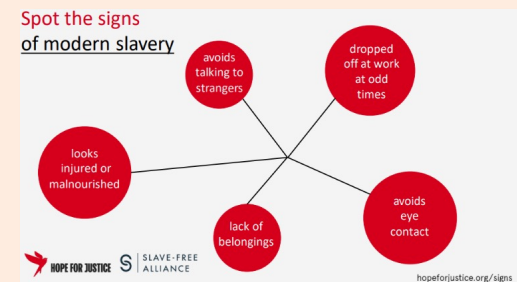 Spot the signs
of modern slavery
avoids
talking to
strangers
dropped
off at work
at odd
times
looks
injured or
malnourished
lack of
belongings
avoids
eye
contact
HOPE FOR JUSTICE
SLAVE-FREE
ALLIANCE
hopeforjustice.org/signs